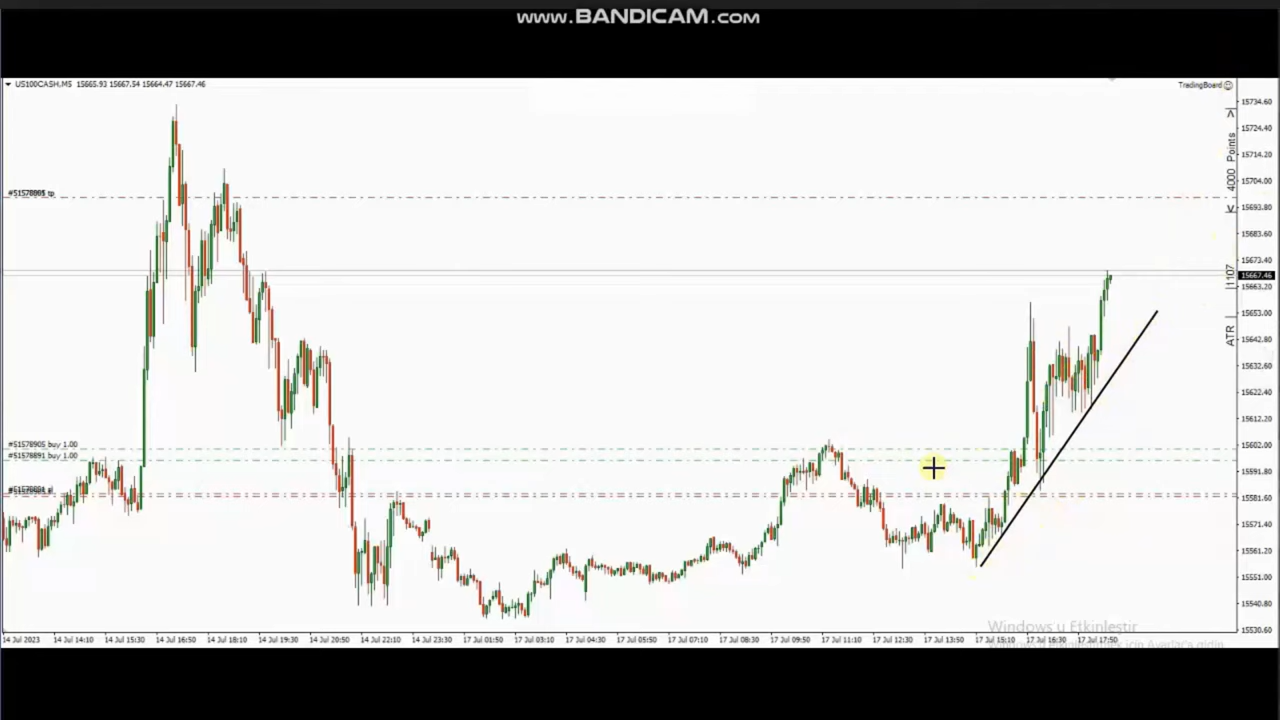 www.BANDICAM.com
US100CASH,M5 15665.93 15667.54 15664.47 15667.46
TradingBoard
15734.60
15724.40
15714.20
15704.00
15693.80
15683.60
15673.40
15667.46
15663.20
15653.00
15642.80
15632.60
15622.40
15612.20
15602.00
15591.80
15581.60
15571.40
15561.20
15551.00
15540.80
15530.60
< 4000 Points >
1107
ATR
tp
#51578905 buy 1.00
#51578891 buy 1.00
sl
14 Jul 2023 14 Jul 14:10 14 Jul 15:30 14 Jul 16:50 14 Jul 18:10 14 Jul 19:30 14 Jul 20:50 14 Jul 22:10 14 Jul 23:30 17 Jul 01:50 17 Jul 03:10 17 Jul 04:30 17 Jul 05:50 17 Jul 07:10 17 Jul 08:30 17 Jul 09:50 17 Jul 11:10 17 Jul 12:30 17 Jul 13:50 17 Jul 15:10 17 Jul 16:30 17 Jul 17:50
Windows u Etkinleştir